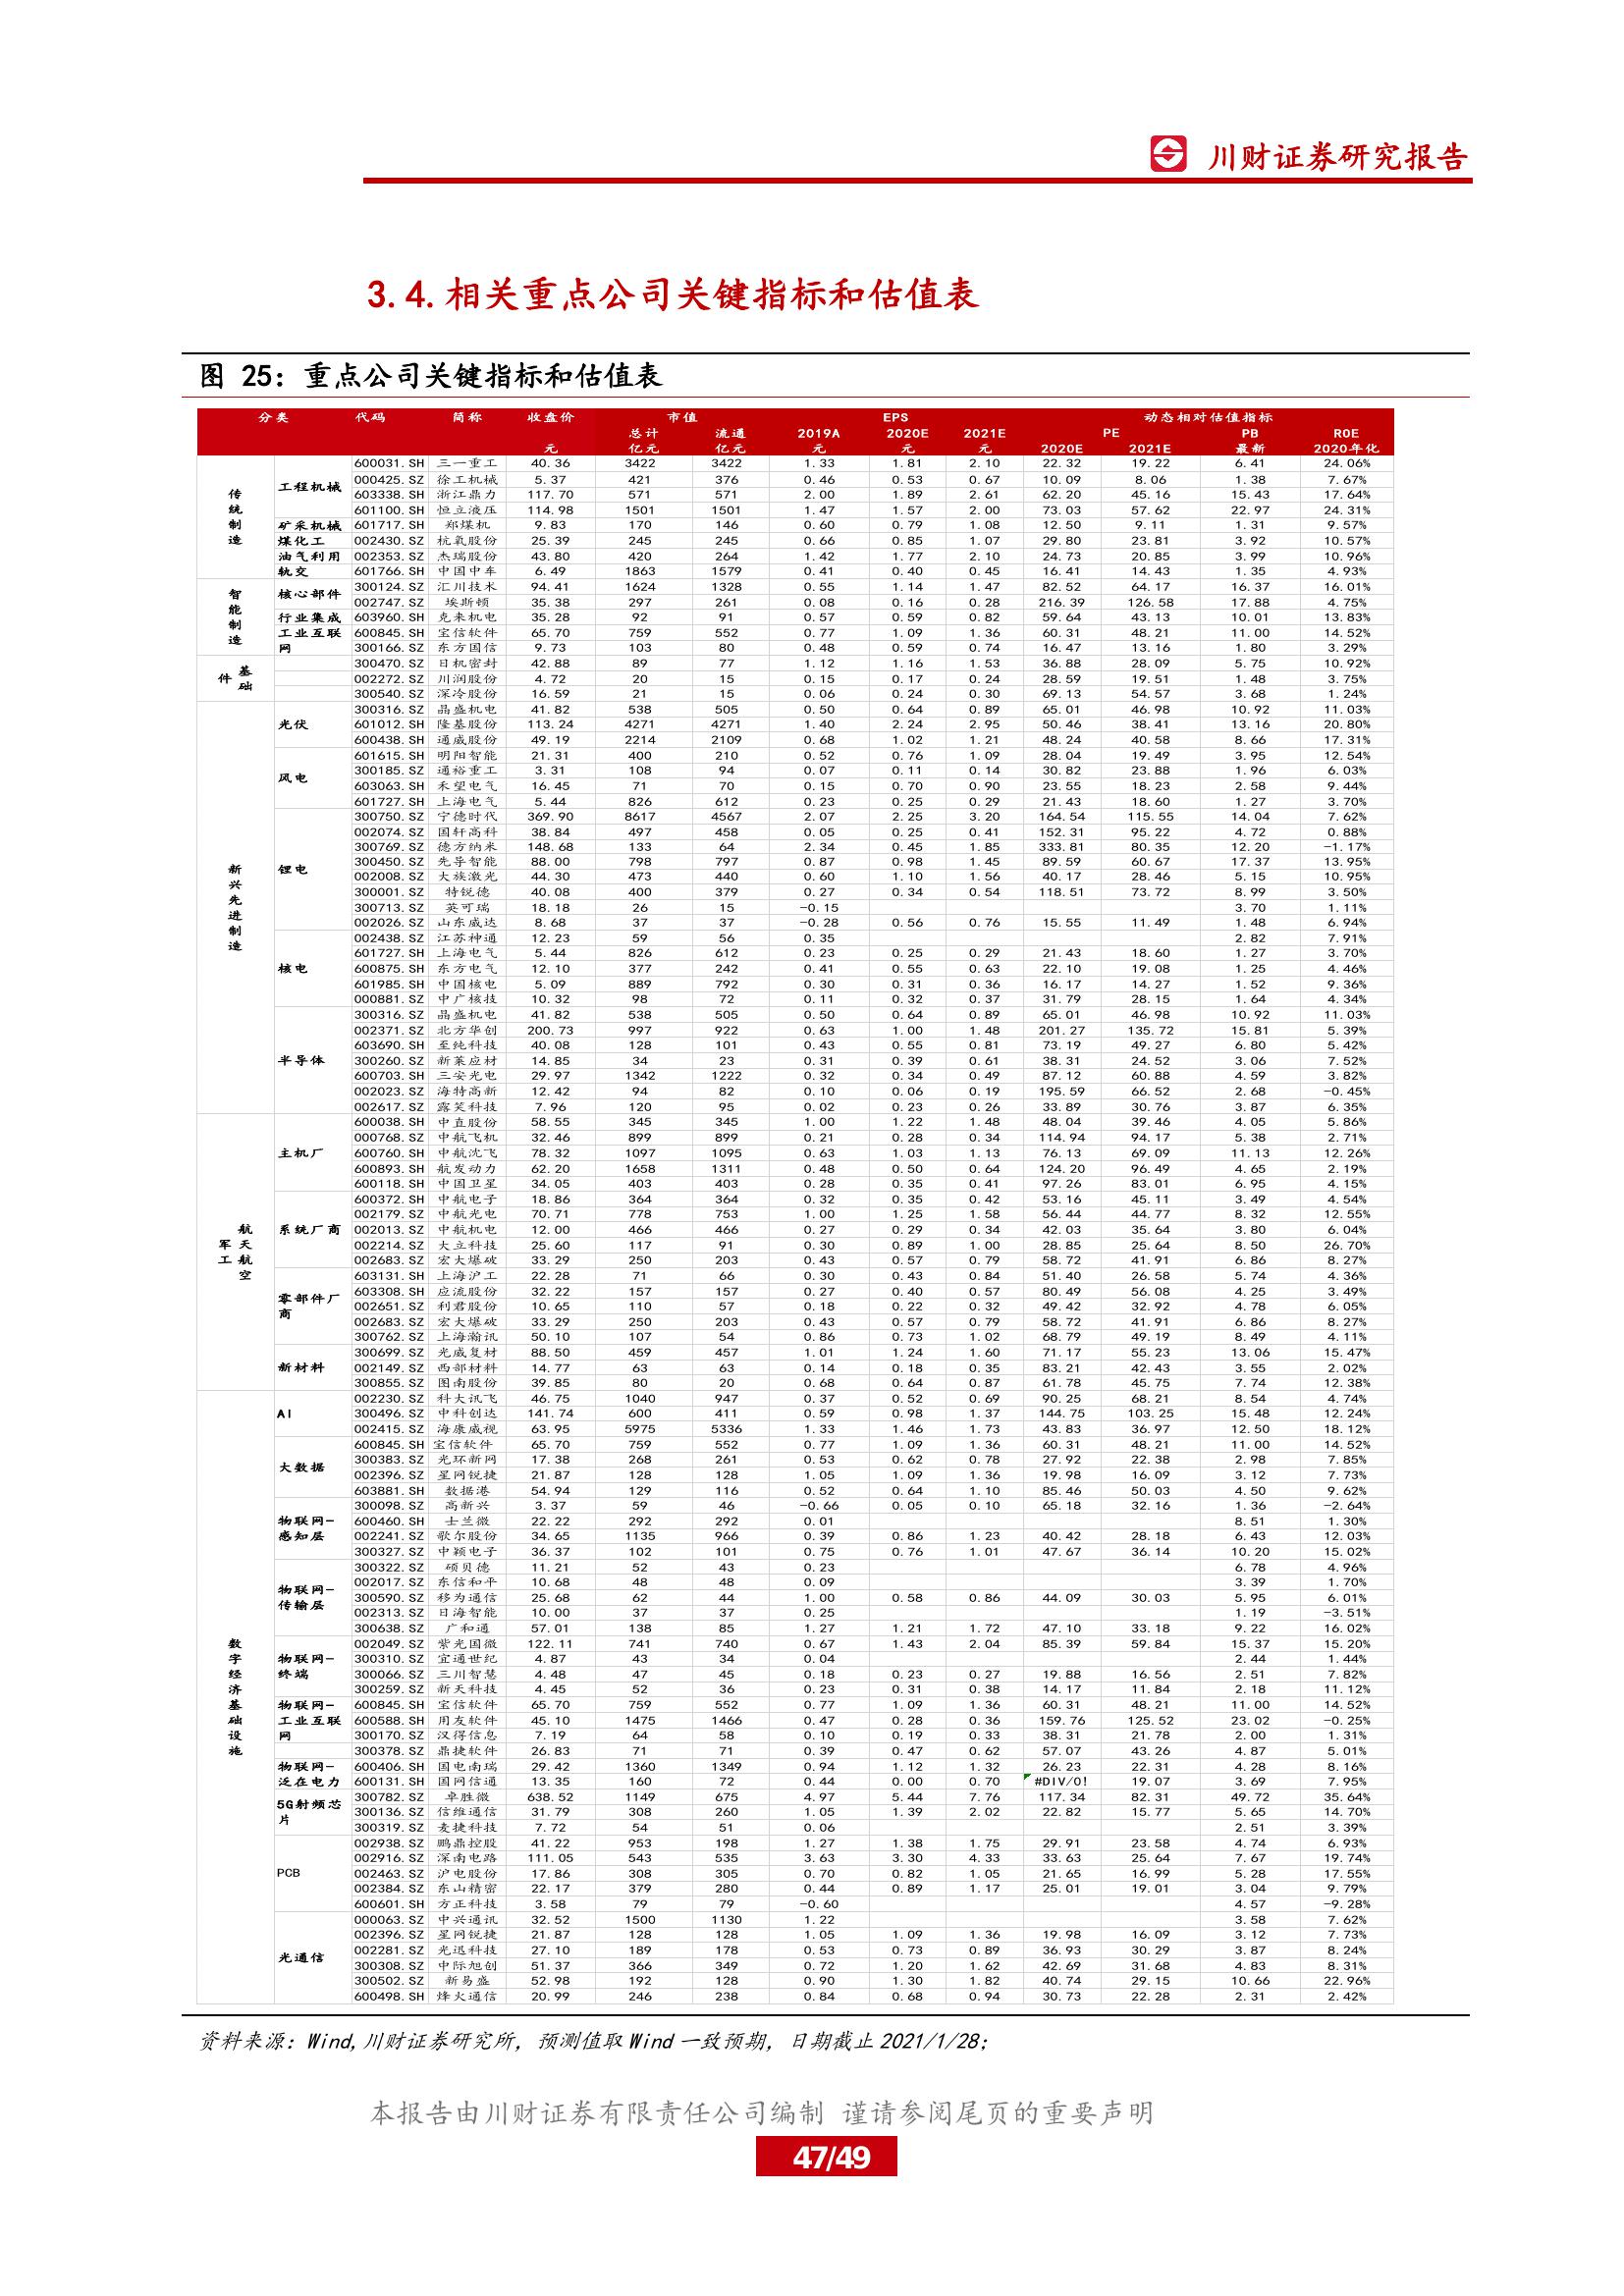 川财证券研究报告
3.4.相关重点公司关键指标和估值表
图 25：重点公司关键指标和估值表
分类 代码 简称 收盘价 市值 EPS 动态相对估值指标
总计 流通 2019A 2020E 2021E PE PB ROE
元 亿元 亿元 元 元 元 2020E 2021E 最新 2020年化
传统制造
工程机械
600031.SH 三一重工 40.36 3422 3422 1.33 1.81 2.10 22.32 19.22 6.41 24.06%
000425.SZ 徐工机械 5.37 421 376 0.46 0.53 0.67 10.09 8.06 1.38 7.67%
603338.SH 浙江鼎力 117.70 571 571 2.00 1.89 2.61 62.20 45.16 15.43 17.64%
601100.SH 恒立液压 114.98 1501 1501 1.47 1.57 2.00 73.03 57.62 22.97 24.31%
矿采机械 601717.SH 郑煤机 9.83 170 146 0.60 0.79 1.08 12.50 9.11 1.31 9.57%
煤化工 002430.SZ 杭氧股份 25.39 245 245 0.66 0.85 1.07 29.80 23.81 3.92 10.57%
油气利用 002353.SZ 杰瑞股份 43.80 420 264 1.42 1.77 2.10 24.73 20.85 3.99 10.96%
轨交 601766.SH 中国中车 6.49 1863 1579 0.41 0.40 0.45 16.41 14.43 1.35 4.93%
智能制造
核心部件
300124.SZ 汇川技术 94.41 1624 1328 0.55 1.14 1.47 82.52 64.17 16.37 16.01%
002747.SZ 埃斯顿 35.38 297 261 0.08 0.16 0.28 216.39 126.58 17.88 4.75%
行业集成 603960.SH 克来机电 35.28 92 91 0.57 0.59 0.82 59.64 43.13 10.01 13.83%
工业互联网
600845.SH 宝信软件 65.70 759 552 0.77 1.09 1.36 60.31 48.21 11.00 14.52%
300166.SZ 东方国信 9.73 103 80 0.48 0.59 0.74 16.47 13.16 1.80 3.29%
基础件
300470.SZ 日机密封 42.88 89 77 1.12 1.16 1.53 36.88 28.09 5.75 10.92%
002272.SZ 川润股份 4.72 20 15 0.15 0.17 0.24 28.59 19.51 1.48 3.75%
300540.SZ 深冷股份 16.59 21 15 0.06 0.24 0.30 69.13 54.57 3.68 1.24%
新兴先进制造
光伏
300316.SZ 晶盛机电 41.82 538 505 0.50 0.64 0.89 65.01 46.98 10.92 11.03%
601012.SH 隆基股份 113.24 4271 4271 1.40 2.24 2.95 50.46 38.41 13.16 20.80%
600438.SH 通威股份 49.19 2214 2109 0.68 1.02 1.21 48.24 40.58 8.66 17.31%
风电
601615.SH 明阳智能 21.31 400 210 0.52 0.76 1.09 28.04 19.49 3.95 12.54%
300185.SZ 通裕重工 3.31 108 94 0.07 0.11 0.14 30.82 23.88 1.96 6.03%
603063.SH 禾望电气 16.45 71 70 0.15 0.70 0.90 23.55 18.23 2.58 9.44%
601727.SH 上海电气 5.44 826 612 0.23 0.25 0.29 21.43 18.60 1.27 3.70%
锂电
300750.SZ 宁德时代 369.90 8617 4567 2.07 2.25 3.20 164.54 115.55 14.04 7.62%
002074.SZ 国轩高科 38.84 497 458 0.05 0.25 0.41 152.31 95.22 4.72 0.88%
300769.SZ 德方纳米 148.68 133 64 2.34 0.45 1.85 333.81 80.35 12.20 -1.17%
300450.SZ 先导智能 88.00 798 797 0.87 0.98 1.45 89.59 60.67 17.37 13.95%
002008.SZ 大族激光 44.30 473 440 0.60 1.10 1.56 40.17 28.46 5.15 10.95%
300001.SZ 特锐德 40.08 400 379 0.27 0.34 0.54 118.51 73.72 8.99 3.50%
300713.SZ 英可瑞 18.18 26 15 -0.15 3.70 1.11%
002026.SZ 山东威达 8.68 37 37 -0.28 0.56 0.76 15.55 11.49 1.48 6.94%
核电
002438.SZ 江苏神通 12.23 59 56 0.35 2.82 7.91%
601727.SH 上海电气 5.44 826 612 0.23 0.25 0.29 21.43 18.60 1.27 3.70%
600875.SH 东方电气 12.10 377 242 0.41 0.55 0.63 22.10 19.08 1.25 4.46%
601985.SH 中国核电 5.09 889 792 0.30 0.31 0.36 16.17 14.27 1.52 9.36%
000881.SZ 中广核技 10.32 98 72 0.11 0.32 0.37 31.79 28.15 1.64 4.34%
半导体
300316.SZ 晶盛机电 41.82 538 505 0.50 0.64 0.89 65.01 46.98 10.92 11.03%
002371.SZ 北方华创 200.73 997 922 0.63 1.00 1.48 201.27 135.72 15.81 5.39%
603690.SH 至纯科技 40.08 128 101 0.43 0.55 0.81 73.19 49.27 6.80 5.42%
300260.SZ 新莱应材 14.85 34 23 0.31 0.39 0.61 38.31 24.52 3.06 7.52%
600703.SH 三安光电 29.97 1342 1222 0.32 0.34 0.49 87.12 60.88 4.59 3.82%
002023.SZ 海特高新 12.42 94 82 0.10 0.06 0.19 195.59 66.52 2.68 -0.45%
002617.SZ 露笑科技 7.96 120 95 0.02 0.23 0.26 33.89 30.76 3.87 6.35%
航天航空军工
主机厂
600038.SH 中直股份 58.55 345 345 1.00 1.22 1.48 48.04 39.46 4.05 5.86%
000768.SZ 中航飞机 32.46 899 899 0.21 0.28 0.34 114.94 94.17 5.38 2.71%
600760.SH 中航沈飞 78.32 1097 1095 0.63 1.03 1.13 76.13 69.09 11.13 12.26%
600893.SH 航发动力 62.20 1658 1311 0.48 0.50 0.64 124.20 96.49 4.65 2.19%
600118.SH 中国卫星 34.05 403 403 0.28 0.35 0.41 97.26 83.01 6.95 4.15%
系统厂商
600372.SH 中航电子 18.86 364 364 0.32 0.35 0.42 53.16 45.11 3.49 4.54%
002179.SZ 中航光电 70.71 778 753 1.00 1.25 1.58 56.44 44.77 8.32 12.55%
002013.SZ 中航机电 12.00 466 466 0.27 0.29 0.34 42.03 35.64 3.80 6.04%
002214.SZ 大立科技 25.60 117 91 0.30 0.89 1.00 28.85 25.64 8.50 26.70%
002683.SZ 宏大爆破 33.29 250 203 0.43 0.57 0.79 58.72 41.91 6.86 8.27%
零部件厂商
603131.SH 上海沪工 22.28 71 66 0.30 0.43 0.84 51.40 26.58 5.74 4.36%
603308.SH 应流股份 32.22 157 157 0.27 0.40 0.57 80.49 56.08 4.25 3.49%
002651.SZ 利君股份 10.65 110 57 0.18 0.22 0.32 49.42 32.92 4.78 6.05%
002683.SZ 宏大爆破 33.29 250 203 0.43 0.57 0.79 58.72 41.91 6.86 8.27%
300762.SZ 上海瀚讯 50.10 107 54 0.86 0.73 1.02 68.79 49.19 8.49 4.11%
新材料
300699.SZ 光威复材 88.50 459 457 1.01 1.24 1.60 71.17 55.23 13.06 15.47%
002149.SZ 西部材料 14.77 63 63 0.14 0.18 0.35 83.21 42.43 3.55 2.02%
300855.SZ 图南股份 39.85 80 20 0.68 0.64 0.87 61.78 45.75 7.74 12.38%
数字经济基础设施
AI
002230.SZ 科大讯飞 46.75 1040 947 0.37 0.52 0.69 90.25 68.21 8.54 4.74%
300496.SZ 中科创达 141.74 600 411 0.59 0.98 1.37 144.75 103.25 15.48 12.24%
002415.SZ 海康威视 63.95 5975 5336 1.33 1.46 1.73 43.83 36.97 12.50 18.12%
大数据
600845.SH 宝信软件 65.70 759 552 0.77 1.09 1.36 60.31 48.21 11.00 14.52%
300383.SZ 光环新网 17.38 268 261 0.53 0.62 0.78 27.92 22.38 2.98 7.85%
002396.SZ 星网锐捷 21.87 128 128 1.05 1.09 1.36 19.98 16.09 3.12 7.73%
603881.SH 数据港 54.94 129 116 0.52 0.64 1.10 85.46 50.03 4.50 9.62%
物联网-感知层
300098.SZ 高新兴 3.37 59 46 -0.66 0.05 0.10 65.18 32.16 1.36 -2.64%
600460.SH 士兰微 22.22 292 292 0.01 8.51 1.30%
002241.SZ 歌尔股份 34.65 1135 966 0.39 0.86 1.23 40.42 28.18 6.43 12.03%
300327.SZ 中颖电子 36.37 102 101 0.75 0.76 1.01 47.67 36.14 10.20 15.02%
物联网-传输层
300322.SZ 硕贝德 11.21 52 43 0.23 6.78 4.96%
002017.SZ 东信和平 10.68 48 48 0.09 3.39 1.70%
300590.SZ 移为通信 25.68 62 44 1.00 0.58 0.86 44.09 30.03 5.95 6.01%
002313.SZ 日海智能 10.00 37 37 0.25 1.19 -3.51%
300638.SZ 广和通 57.01 138 85 1.27 1.21 1.72 47.10 33.18 9.22 16.02%
物联网-终端
002049.SZ 紫光国微 122.11 741 740 0.67 1.43 2.04 85.39 59.84 15.37 15.20%
300310.SZ 宜通世纪 4.87 43 34 0.04 2.44 1.44%
300066.SZ 三川智慧 4.48 47 45 0.18 0.23 0.27 19.88 16.56 2.51 7.82%
300259.SZ 新天科技 4.45 52 36 0.23 0.31 0.38 14.17 11.84 2.18 11.12%
物联网-工业互联网
600845.SH 宝信软件 65.70 759 552 0.77 1.09 1.36 60.31 48.21 11.00 14.52%
600588.SH 用友软件 45.10 1475 1466 0.47 0.28 0.36 159.76 125.52 23.02 -0.25%
300170.SZ 汉得信息 7.19 64 58 0.10 0.19 0.33 38.31 21.78 2.00 1.31%
300378.SZ 鼎捷软件 26.83 71 71 0.39 0.47 0.62 57.07 43.26 4.87 5.01%
物联网-泛在电力
600406.SH 国电南瑞 29.42 1360 1349 0.94 1.12 1.32 26.23 22.31 4.28 8.16%
600131.SH 国网信通 13.35 160 72 0.44 0.00 0.70 #DIV/0! 19.07 3.69 7.95%
5G射频芯片
300782.SZ 卓胜微 638.52 1149 675 4.97 5.44 7.76 117.34 82.31 49.72 35.64%
300136.SZ 信维通信 31.79 308 260 1.05 1.39 2.02 22.82 15.77 5.65 14.70%
300319.SZ 麦捷科技 7.72 54 51 0.06 2.51 3.39%
PCB
002938.SZ 鹏鼎控股 41.22 953 198 1.27 1.38 1.75 29.91 23.58 4.74 6.93%
002916.SZ 深南电路 111.05 543 535 3.63 3.30 4.33 33.63 25.64 7.67 19.74%
002463.SZ 沪电股份 17.86 308 305 0.70 0.82 1.05 21.65 16.99 5.28 17.55%
002384.SZ 东山精密 22.17 379 280 0.44 0.89 1.17 25.01 19.01 3.04 9.79%
600601.SH 方正科技 3.58 79 79 -0.60 4.57 -9.28%
光通信
000063.SZ 中兴通讯 32.52 1500 1130 1.22 3.58 7.62%
002396.SZ 星网锐捷 21.87 128 128 1.05 1.09 1.36 19.98 16.09 3.12 7.73%
002281.SZ 光迅科技 27.10 189 178 0.53 0.73 0.89 36.93 30.29 3.87 8.24%
300308.SZ 中际旭创 51.37 366 349 0.72 1.20 1.62 42.69 31.68 4.83 8.31%
300502.SZ 新易盛 52.98 192 128 0.90 1.30 1.82 40.74 29.15 10.66 22.96%
600498.SH 烽火通信 20.99 246 238 0.84 0.68 0.94 30.73 22.28 2.31 2.42%
资料来源：Wind,川财证券研究所，预测值取Wind一致预期，日期截止2021/1/28；
本报告由川财证券有限责任公司编制 谨请参阅尾页的重要声明
47/49